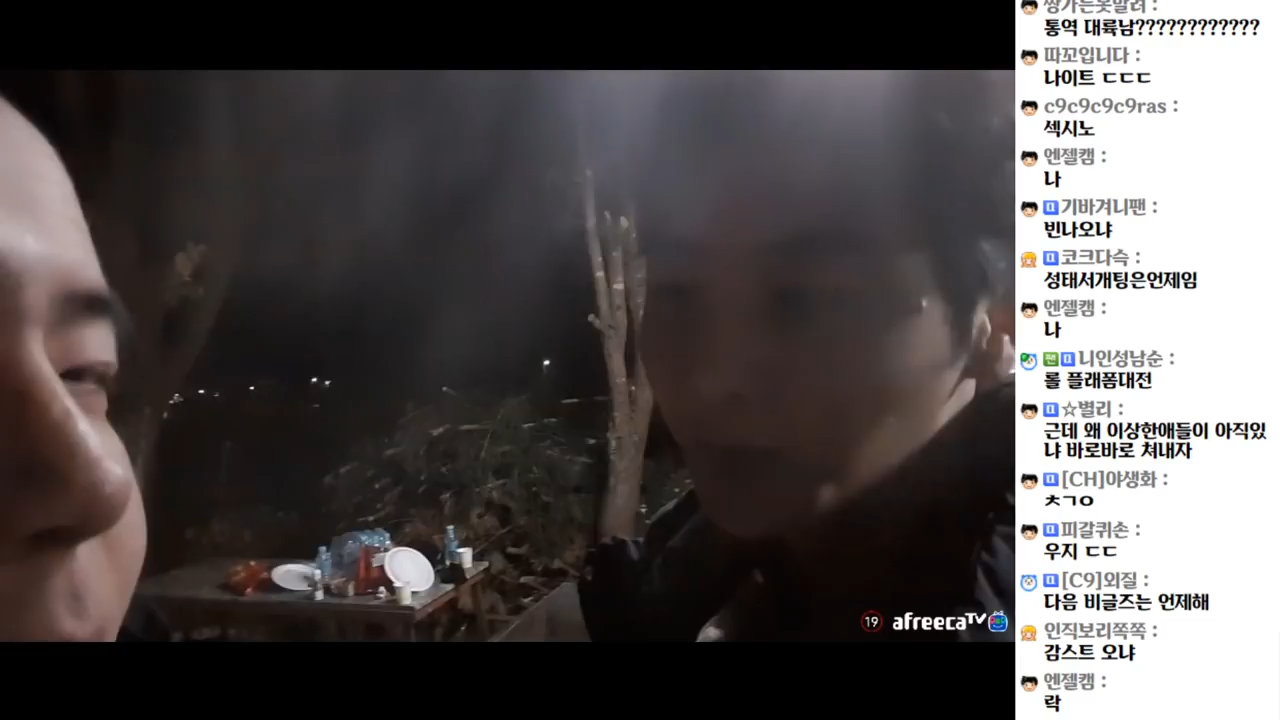 쌍가는못말려 :
통역 대륙남????????????
따꼬입니다 :
나이트 ㄷㄷㄷ
c9c9c9c9ras :
섹시노
엔젤캠 :
나
기바겨니팬 :
빈나오냐
코크다슥 :
성태서개팅은언제임
엔젤캠 :
나
팬 니인성남순 :
롤 플래폼대전
☆별리 :
근데 왜 이상한애들이 아직있
냐 바로바로 쳐내자
[CH]야생화 :
ㅊㄱㅇ
피갈퀴손 :
우지 ㄷㄷ
[C9]외질 :
다음 비글즈는 언제해
인직보리쪽쪽 :
감스트 오냐
엔젤캠 :
락
19 afreecaTV